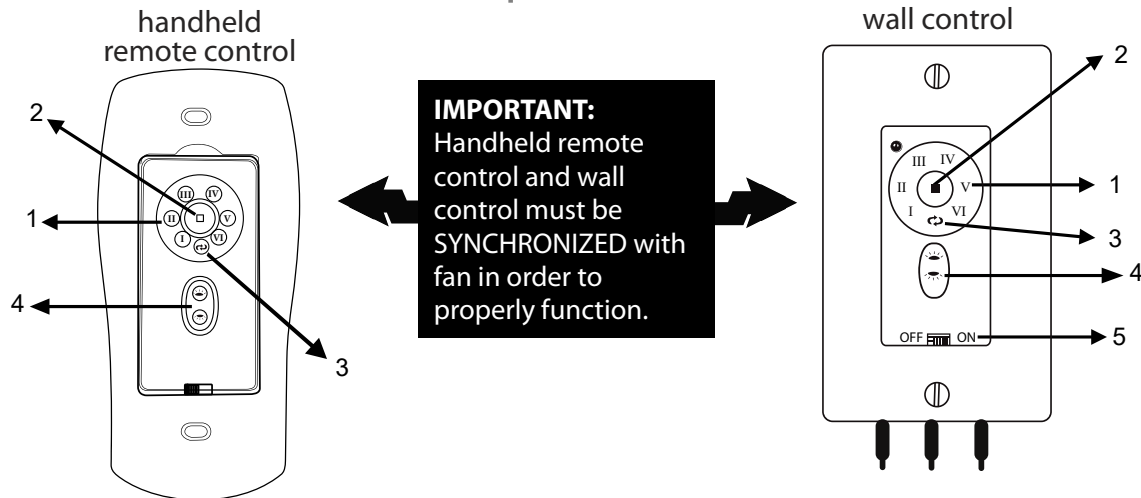 handheld
remote control
2
III IV
1
II V
I VI
4
3
IMPORTANT:
Handheld remote
control and wall
control must be
SYNCHRONIZED with
fan in order to
properly function.
wall control
2
III IV
II V
1
I VI
3
4
OFF ON
5